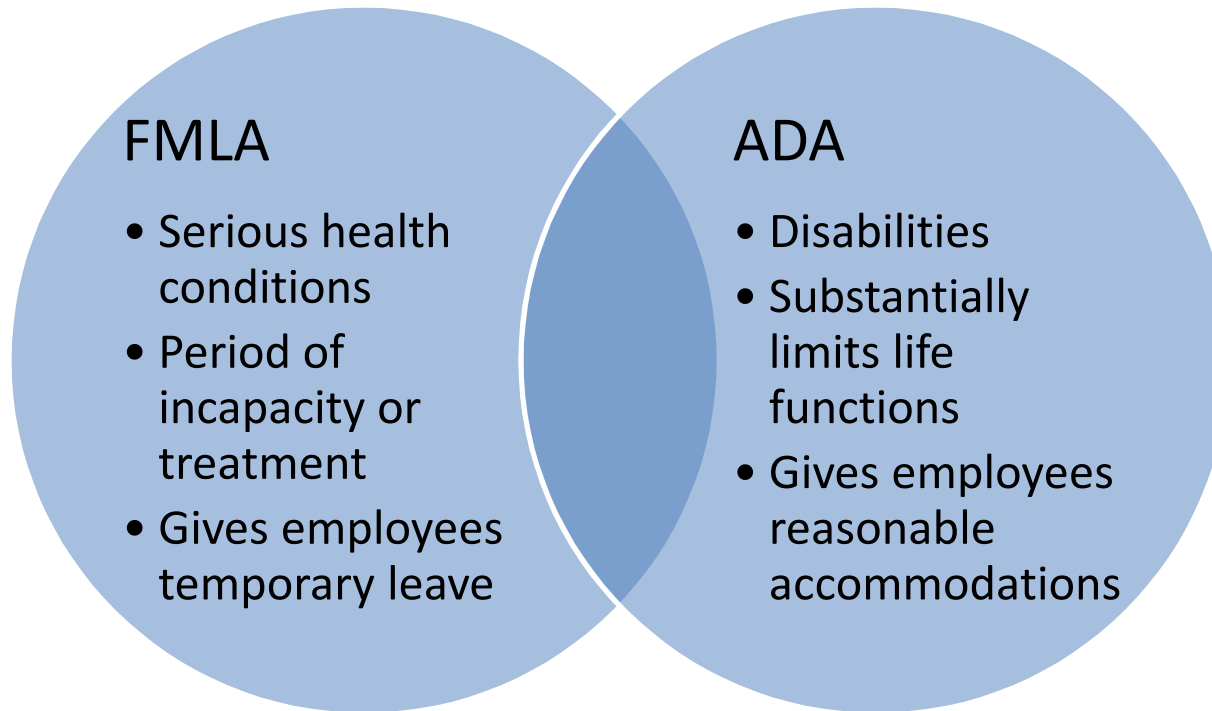 FMLA
• Serious health
conditions
• Period of
incapacity or
treatment
• Gives employees
temporary leave
ADA
• Disabilities
• Substantially
limits life
functions
• Gives employees
reasonable
accommodations